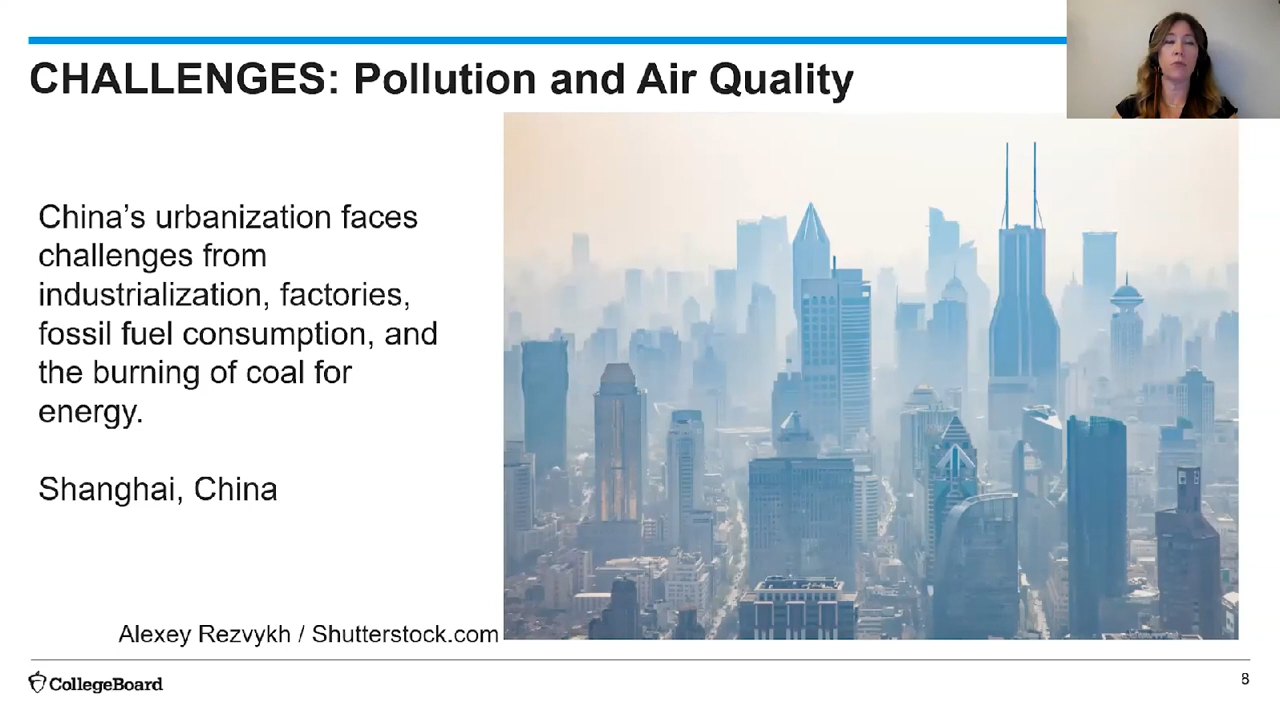 CHALLENGES: Pollution and Air Quality
China’s urbanization faces
challenges from
industrialization, factories,
fossil fuel consumption, and
the burning of coal for
energy.
Shanghai, China
Alexey Rezvykh / Shutterstock.com
CollegeBoard
8